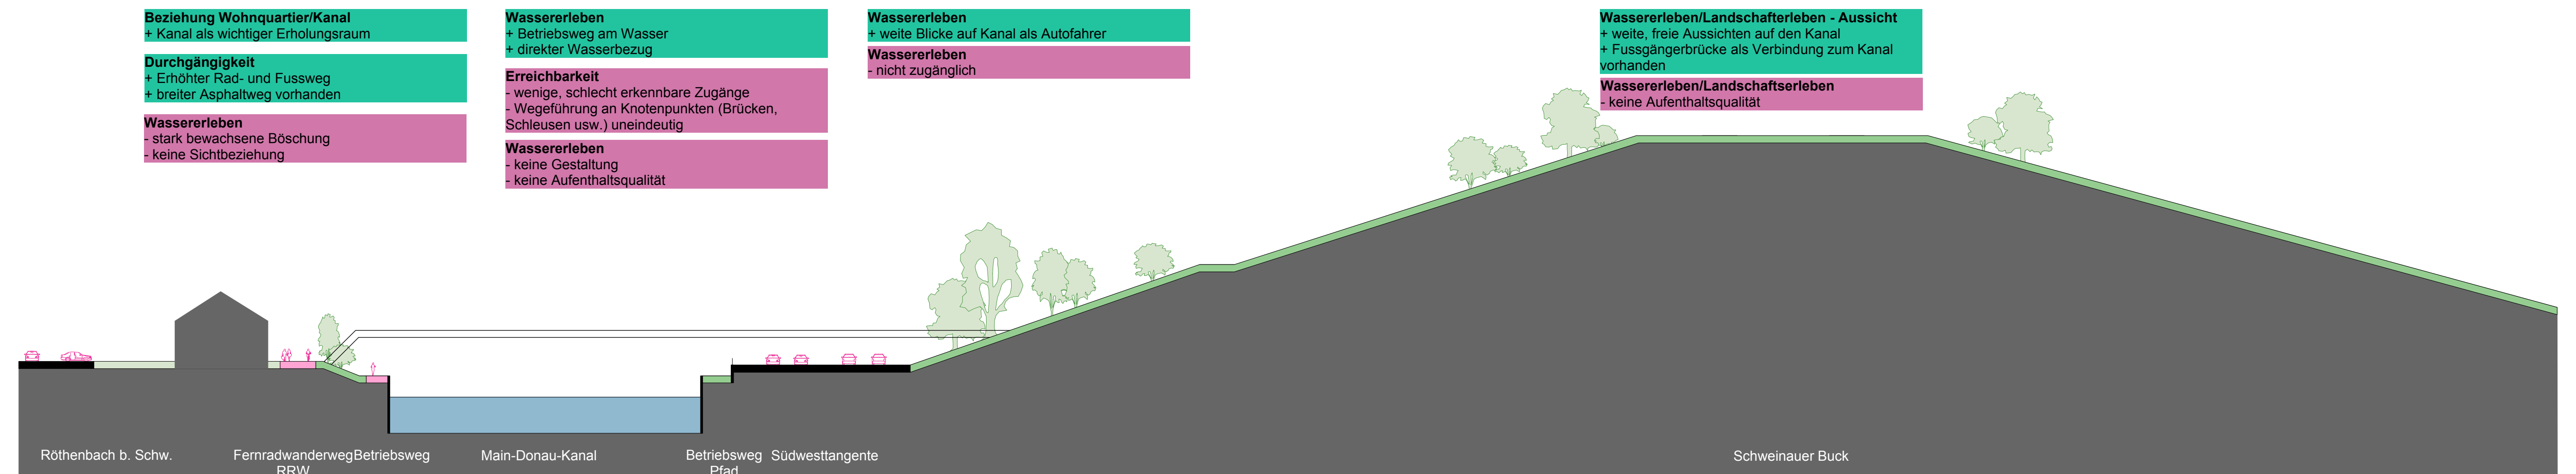 Beziehung Wohnquartier/Kanal
+ Kanal als wichtiger Erholungsraum
Durchgängigkeit
+ Erhöhter Rad- und Fussweg
+ breiter Asphaltweg vorhanden
Wassererleben
- stark bewachsene Böschung
- keine Sichtbeziehung
Wassererleben
+ Betriebsweg am Wasser
+ direkter Wasserbezug
Erreichbarkeit
- wenige, schlecht erkennbare Zugänge
- Wegeführung an Knotenpunkten (Brücken,
Schleusen usw.) uneindeutig
Wassererleben
- keine Gestaltung
- keine Aufenthaltsqualität
Wassererleben
+ weite Blicke auf Kanal als Autofahrer
Wassererleben
- nicht zugänglich
Wassererleben/Landschafterleben - Aussicht
+ weite, freie Aussichten auf den Kanal
+ Fussgängerbrücke als Verbindung zum Kanal
vorhanden
Wassererleben/Landschaftserleben
- keine Aufenthaltsqualität
Röthenbach b. Schw.
Fernradwanderweg
RRW
Betriebsweg
Main-Donau-Kanal
Betriebsweg
Pfad
Südwesttangente
Schweinauer Buck